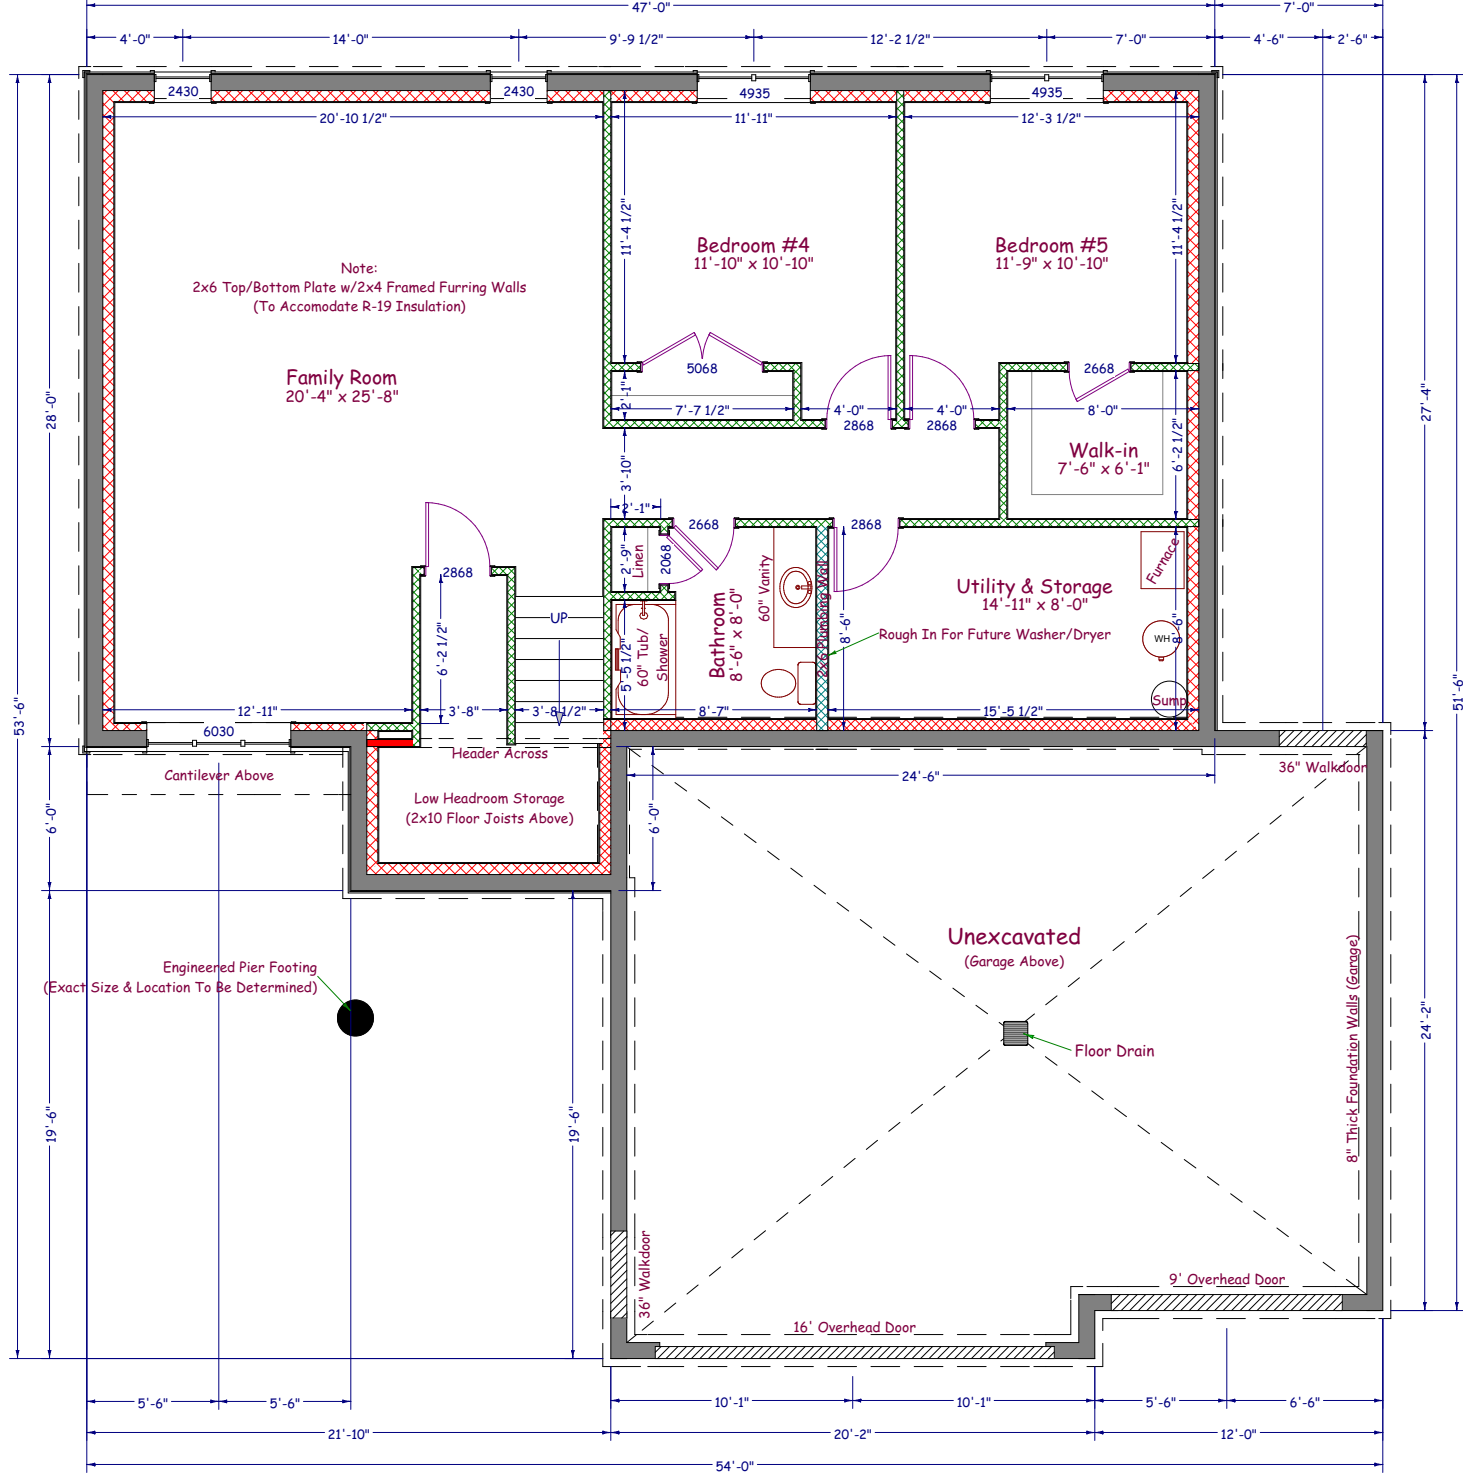 47'-0"
7'-0"
4'-0"
14'-0"
9'-9 1/2"
12'-2 1/2"
7'-0"
4'-6"
2'-6"
2430
2430
4935
4935
20'-10 1/2"
11'-11"
12'-3 1/2"
11'-4 1/2"
11'-4 1/2"
Bedroom #4
11'-10" x 10'-10"
Bedroom #5
11'-9" x 10'-10"
Note:
2x6 Top/Bottom Plate w/2x4 Framed Furring Walls
(To Accomodate R-19 Insulation)
Family Room
20'-4" x 25'-8"
28'-0"
27'-4"
5068
2668
2'-1"
7'-7 1/2"
4'-0"
4'-0"
8'-0"
2868
2868
Walk-in
7'-6" x 6'-1"
6'-2 1/2"
3'-10"
2'-1"
2668
2868
2868
2'-9"
Linen
2068
60" Vanity
2x6 Plumbing Wall
Furnace
Utility & Storage
14'-11" x 8'-0"
UP
Bathroom
8'-6" x 8'-0"
8'-6"
Rough In For Future Washer/Dryer
WH
8'-6"
6'-2 1/2"
5'-5 1/2"
60" Tub/
Shower
Sump
12'-11"
3'-8"
3'-8 1/2"
8'-7"
15'-5 1/2"
53'-6"
51'-6"
6030
Header Across
Cantilever Above
24'-6"
36" Walkdoor
Low Headroom Storage
(2x10 Floor Joists Above)
6'-0"
6'-0"
Unexcavated
(Garage Above)
Engineered Pier Footing
(Exact Size & Location To Be Determined)
Floor Drain
8" Thick Foundation Walls (Garage)
24'-2"
19'-6"
19'-6"
36" Walkdoor
9' Overhead Door
16' Overhead Door
5'-6"
5'-6"
10'-1"
10'-1"
5'-6"
6'-6"
21'-10"
20'-2"
12'-0"
54'-0"